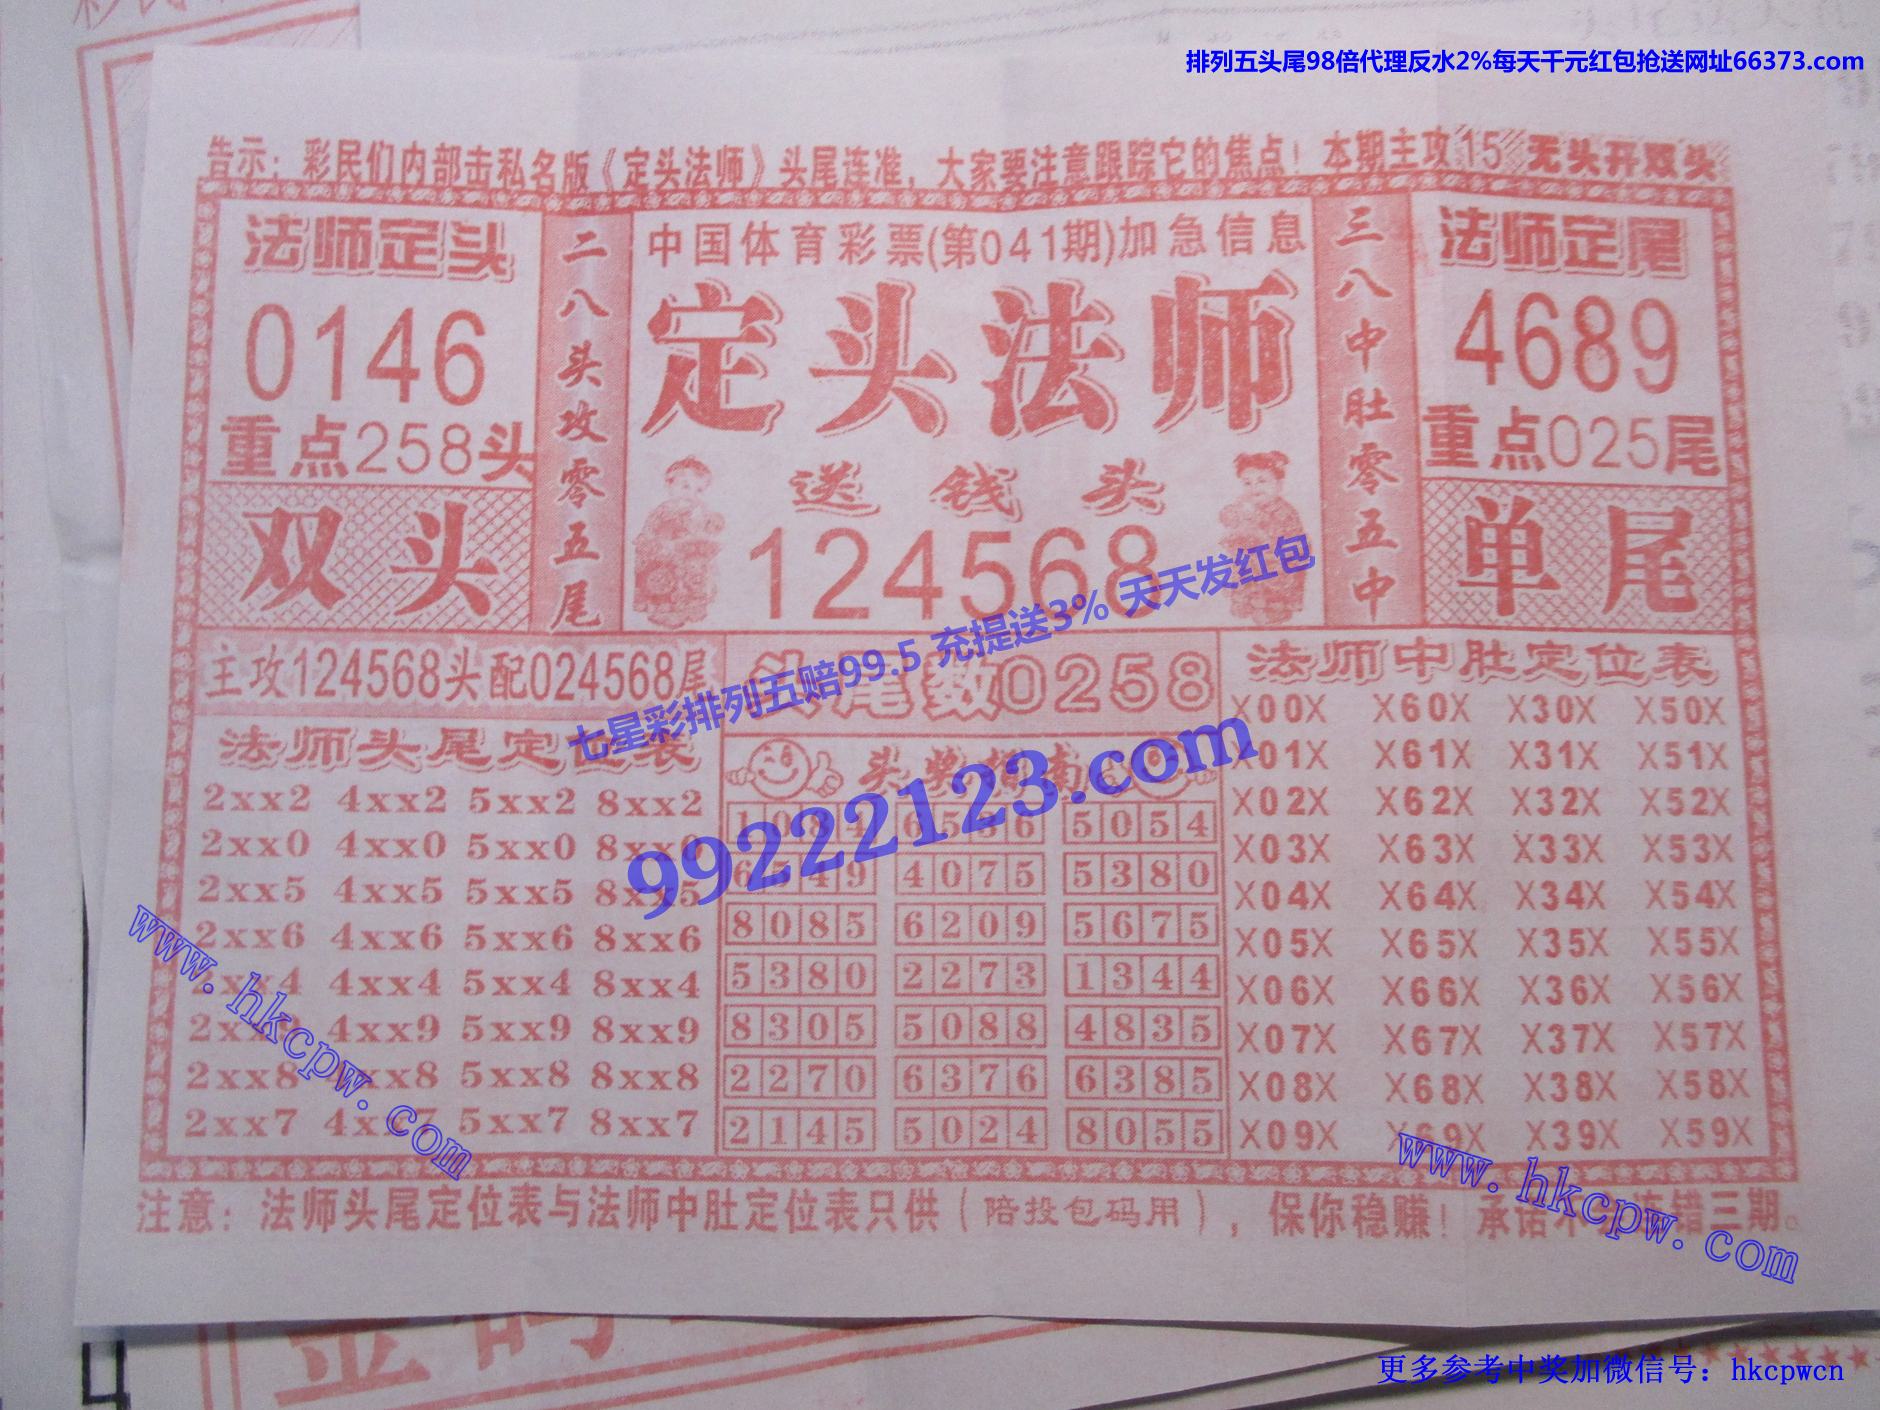 排列五头尾98倍代理反水2%每天千元红包抢送网址66373.com
告示：彩民们内部击私名版《定头法师》头尾连准，大家要注意跟踪它的焦点！本期主攻15 无头开双头
法师定头
0146
重点258头
双头
二八头攻零五尾
中国体育彩票(第041期)加急信息
定头法师
送钱头
124568
三八中肚零五中
法师定尾
4689
重点025尾
单尾
主攻124568头配024568尾
法师头尾定位表
2xx2 4xx2 5xx2 8xx2
2xx0 4xx0 5xx0 8xx0
2xx5 4xx5 5xx5 8xx5
2xx6 4xx6 5xx6 8xx6
2xx4 4xx4 5xx4 8xx4
4xx9 5xx9 8xx9
2xx8 4xx8 5xx8 8xx8
2xx7 4xx7 5xx7 8xx7
尾数0258
头奖
1084 5054
4075 5380
8085 6209 5675
5380 2273 1344
8305 5088 4835
2270 6376 6385
2145 5024 8055
法师中肚定位表
X00X X60X X30X X50X
X01X X61X X31X X51X
X02X X62X X32X X52X
X03X X63X X33X X53X
X04X X64X X34X X54X
X05X X65X X35X X55X
X06X X66X X36X X56X
X07X X67X X37X X57X
X08X X68X X38X X58X
X09X X69X X39X X59X
注意：法师头尾定位表与法师中肚定位表只供（陪投包码用），保你稳赚！承诺不连错三期。
七星彩排列五赔99.5 充提送3% 天天发红包
99222123.com
www.hkcpw.com
www.hkcpw.com
更多参考中奖加微信号：hkcpwcn